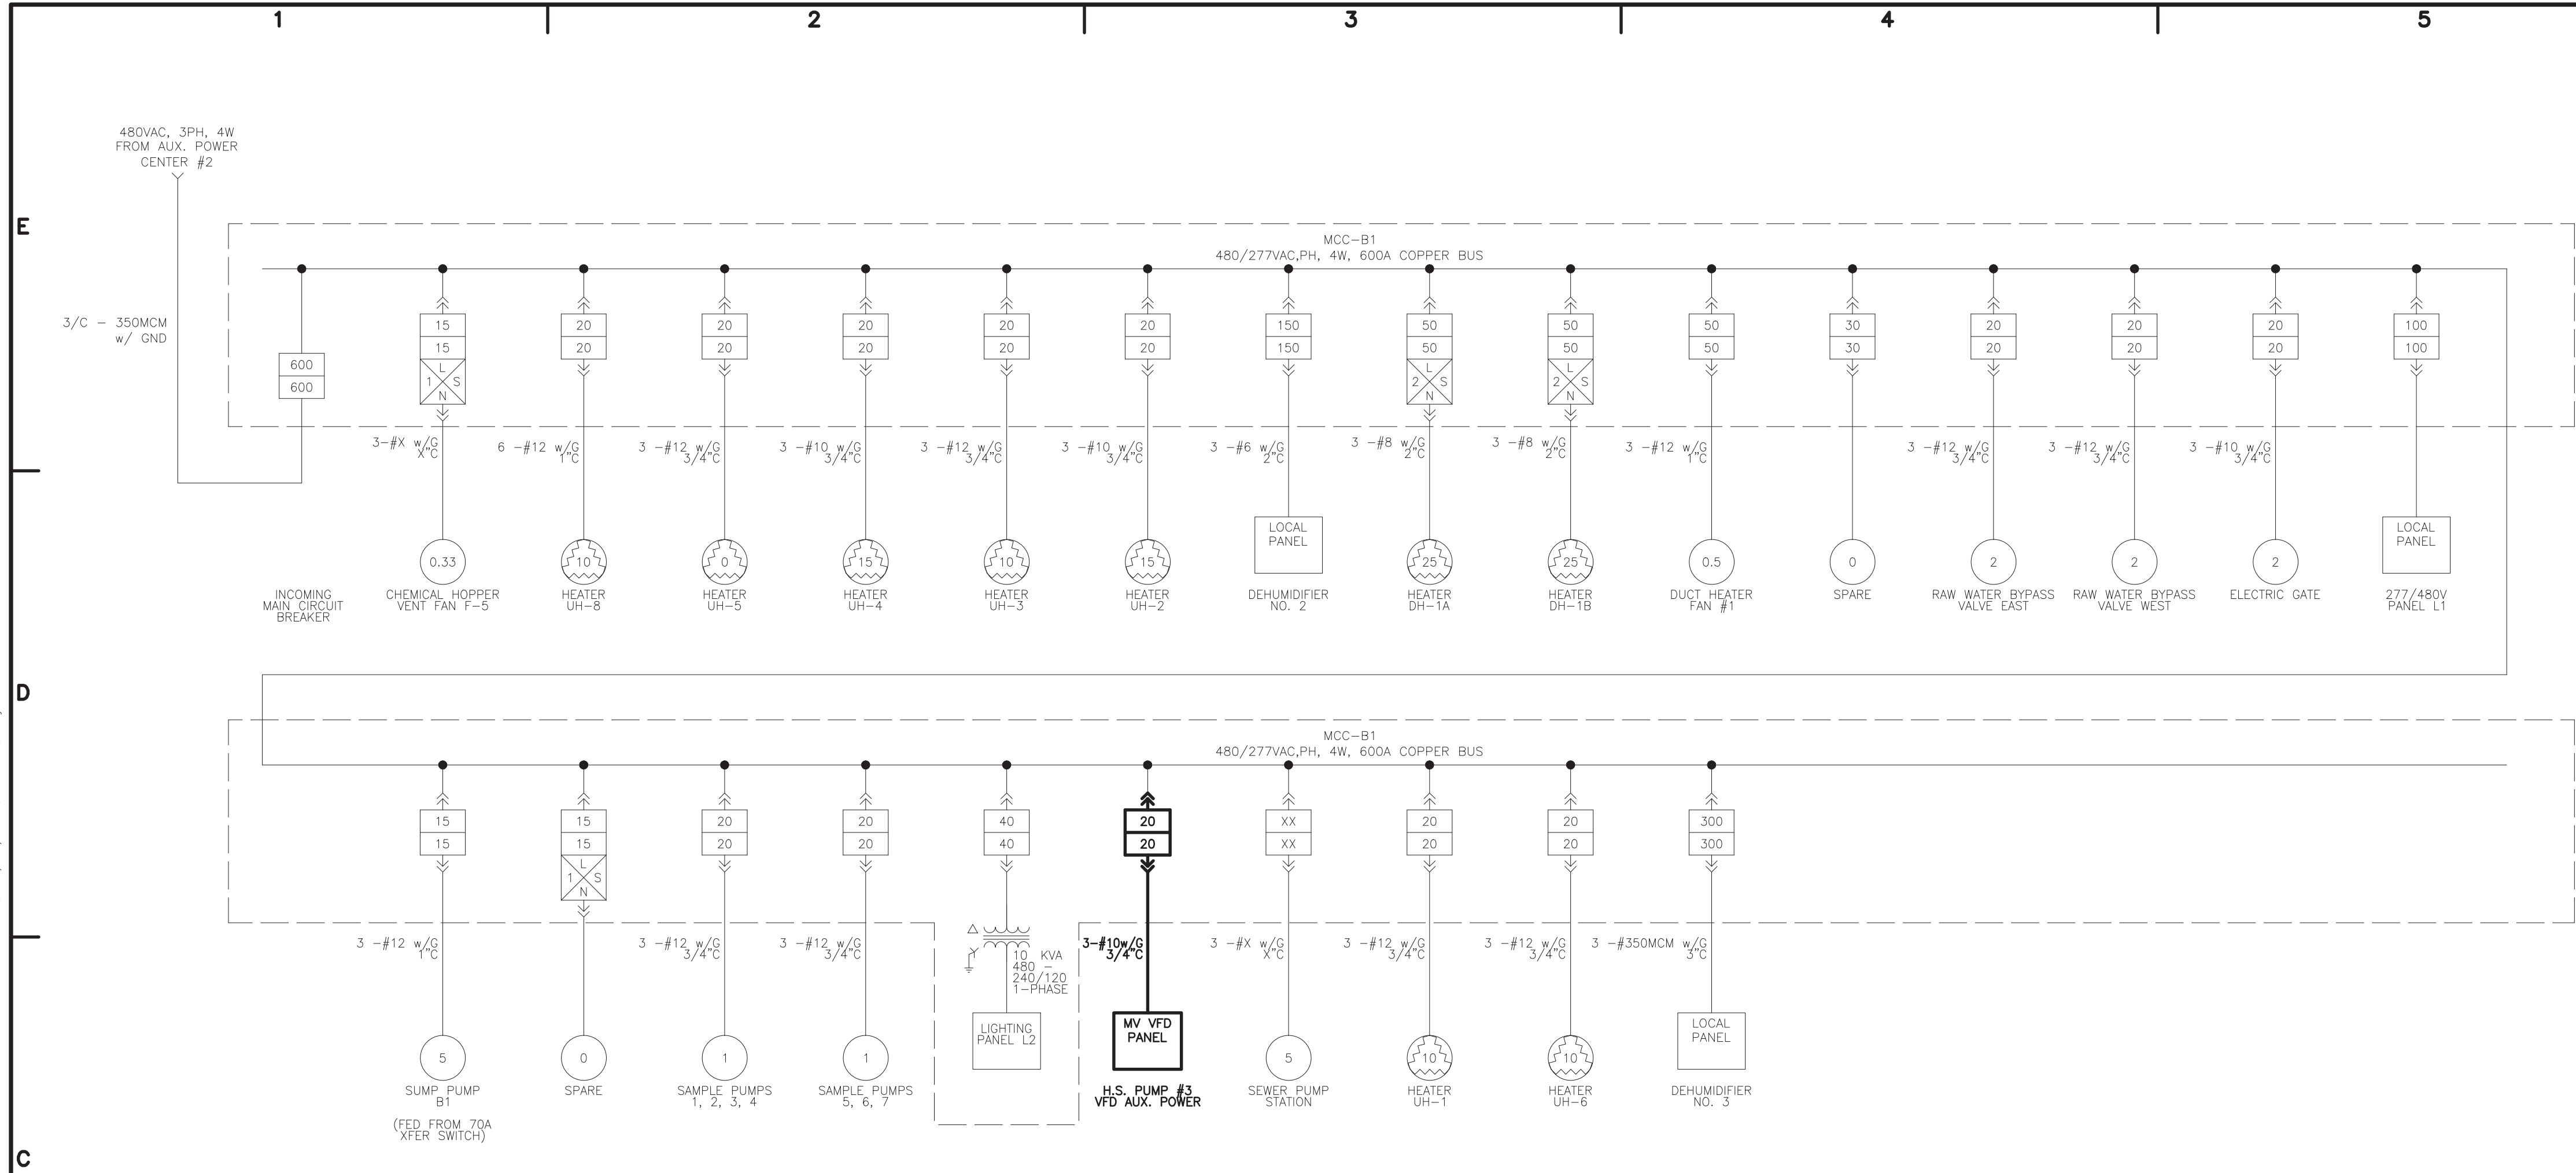 1
2
3
4
5
480VAC, 3PH, 4W
FROM AUX. POWER
CENTER #2
E
MCC-B1
480/277VAC,PH, 4W, 600A COPPER BUS
3/C - 350MCM
w/ GND
600
600
INCOMING
MAIN CIRCUIT
BREAKER
15
15
L
1 S
N
3-#X w/G
X"C
0.33
CHEMICAL HOPPER
VENT FAN F-5
20
20
6 -#12 w/G
1"C
10
HEATER
UH-8
20
20
3 -#12 w/G
3/4"C
0
HEATER
UH-5
20
20
3 -#10 w/G
3/4"C
15
HEATER
UH-4
20
20
3 -#12 w/G
3/4"C
10
HEATER
UH-3
20
20
3 -#10 w/G
3/4"C
15
HEATER
UH-2
150
150
3 -#6 w/G
2"C
LOCAL
PANEL
DEHUMIDIFIER
NO. 2
50
50
L
2 S
N
3 -#8 w/G
2"C
25
HEATER
DH-1A
50
50
L
2 S
N
3 -#8 w/G
2"C
25
HEATER
DH-1B
50
50
3 -#12 w/G
1"C
0.5
DUCT HEATER
FAN #1
30
30
0
SPARE
20
20
3 -#12 w/G
3/4"C
2
RAW WATER BYPASS
VALVE EAST
20
20
3 -#12 w/G
3/4"C
2
RAW WATER BYPASS
VALVE WEST
20
20
3 -#10 w/G
3/4"C
2
ELECTRIC GATE
100
100
LOCAL
PANEL
277/480V
PANEL L1
D
MCC-B1
480/277VAC,PH, 4W, 600A COPPER BUS
15
15
3 -#12 w/G
1"C
5
SUMP PUMP
B1
(FED FROM 70A
XFER SWITCH)
15
15
L
1 S
N
0
SPARE
20
20
3 -#12 w/G
3/4"C
1
SAMPLE PUMPS
1, 2, 3, 4
20
20
3 -#12 w/G
3/4"C
1
SAMPLE PUMPS
5, 6, 7
40
40
10 KVA
480 -
240/120
1-PHASE
LIGHTING
PANEL L2
20
20
3-#10w/G
3/4"C
MV VFD
PANEL
H.S. PUMP #3
VFD AUX. POWER
XX
XX
3 -#X w/G
X"C
5
SEWER PUMP
STATION
20
20
3 -#12 w/G
3/4"C
10
HEATER
UH-1
20
20
3 -#12 w/G
3/4"C
10
HEATER
UH-6
300
300
3 -#350MCM w/G
3"C
LOCAL
PANEL
DEHUMIDIFIER
NO. 3
C